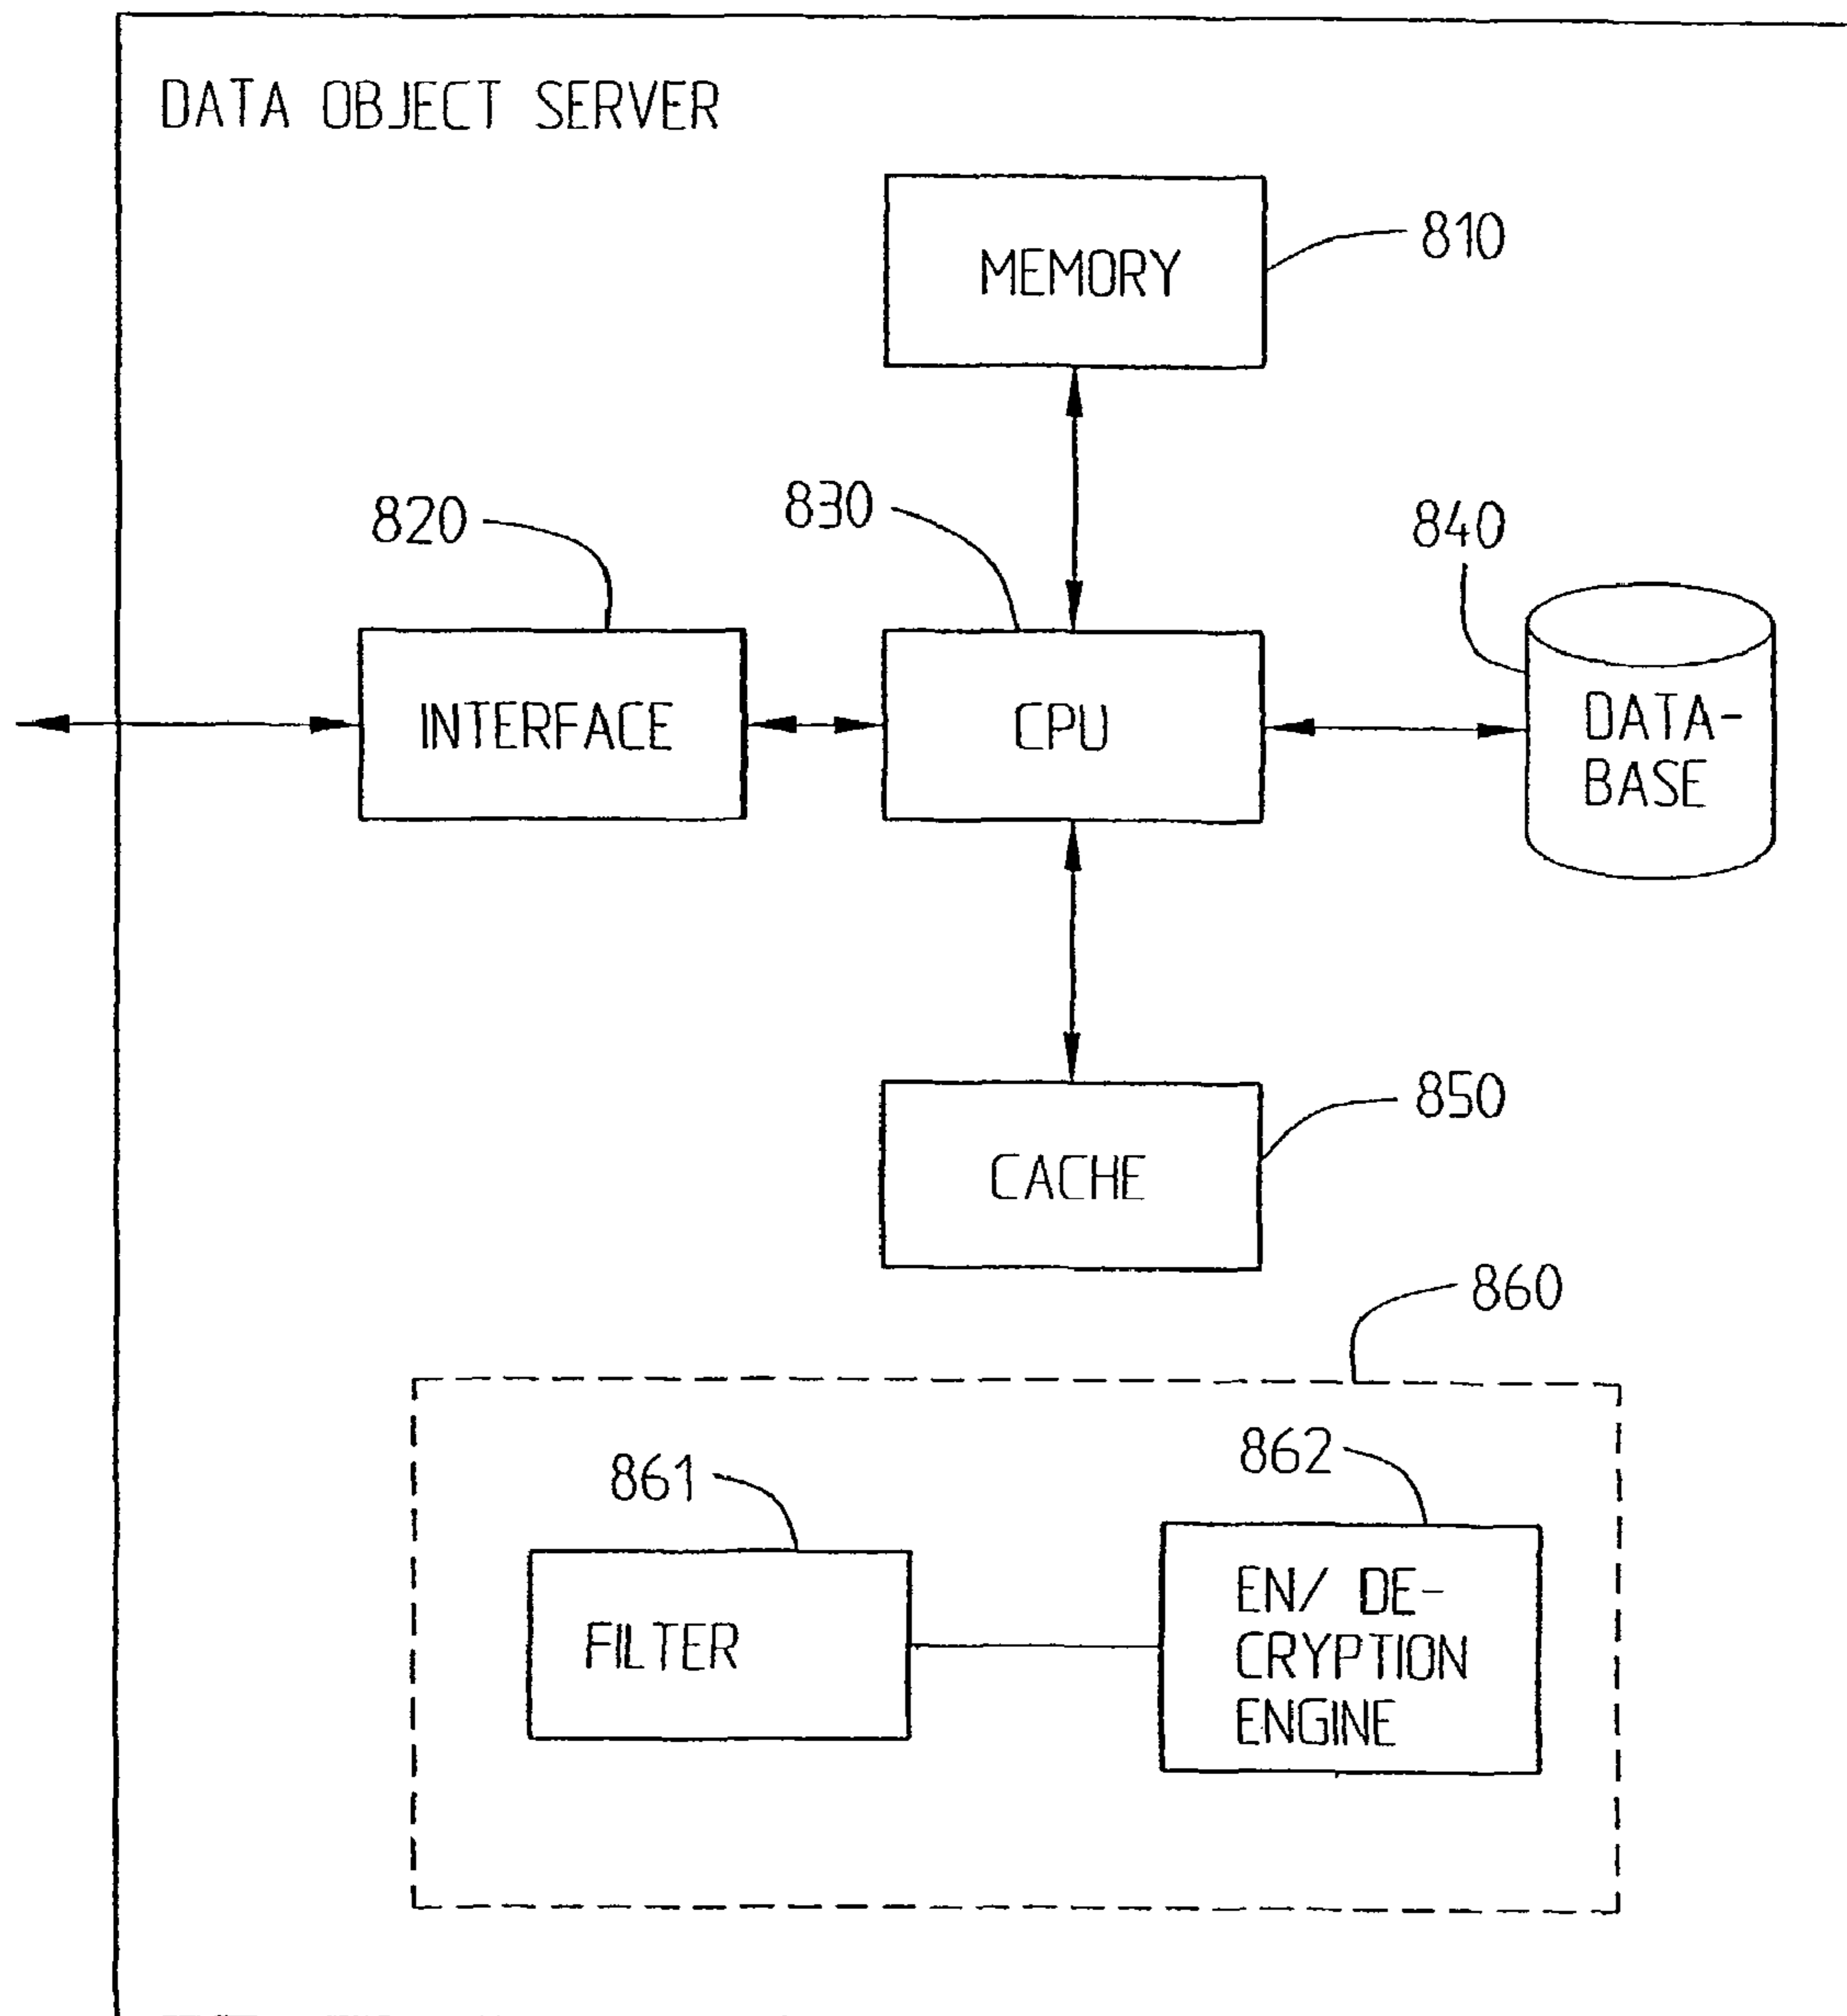 DATA OBJECT SERVER
MEMORY
810
820
830
840
INTERFACE
CPU
DATA-
BASE
850
CACHE
860
861
862
FILTER
EN/ DE-
CRYPTION
ENGINE